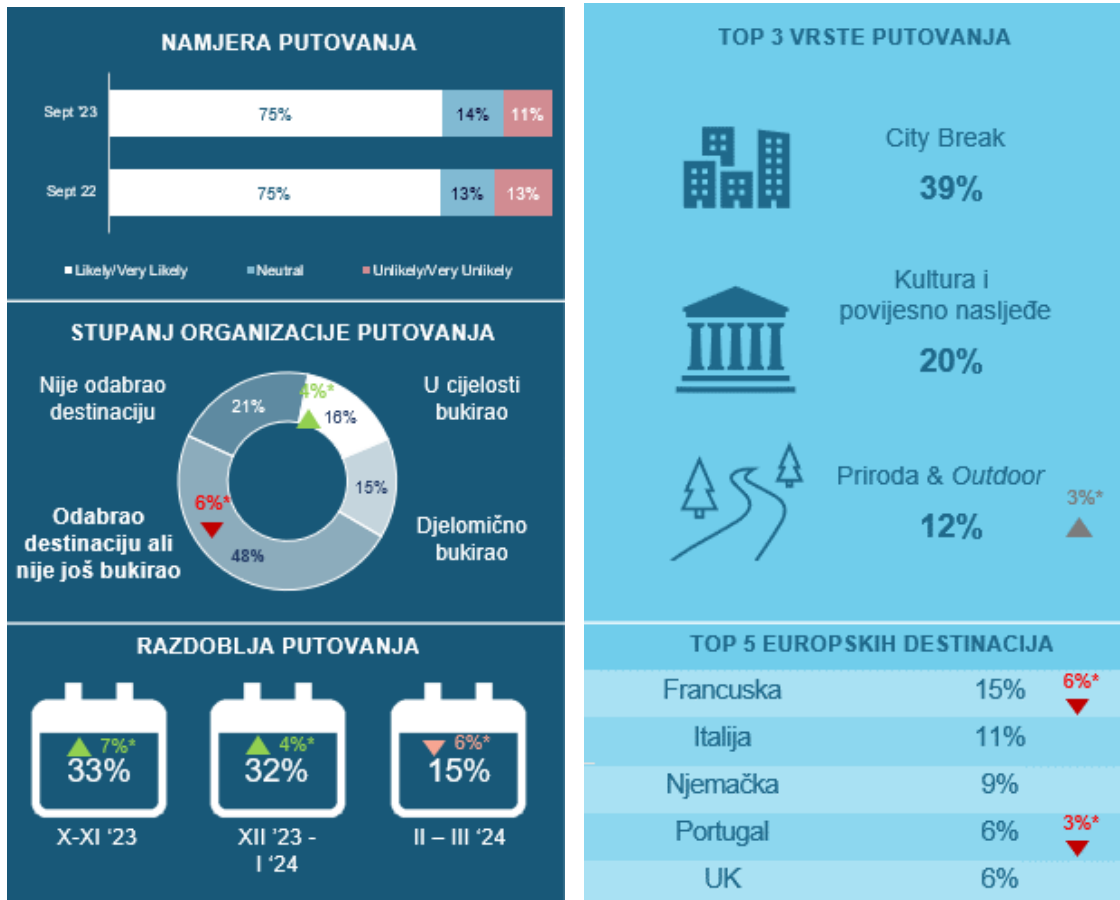 NAMJERA PUTOVANJA
Sept '23
75%
14%
11%
Sept 22
75%
13%
13%
Likely/Very Likely
Neutral
Unlikely/Very Unlikely
STUPANJ ORGANIZACIJE PUTOVANJA
Nije odabrao
destinaciju
21%
4%*
16%
U cijelosti
bukirao
15%
Djelomično
bukirao
6%*
48%
Odabrao
destinaciju ali
nije još bukirao
RAZDOBLJA PUTOVANJA
7%*
33%
X-XI ‘23
4%*
32%
XII ’23 -
I ‘24
6%*
15%
II – III ‘24
TOP 3 VRSTE PUTOVANJA
City Break
39%
Kultura i
povijesno nasljeđe
20%
Priroda & Outdoor
12%
3%*
TOP 5 EUROPSKIH DESTINACIJA
Francuska 15% 6%*
Italija 11%
Njemačka 9%
Portugal 6% 3%*
UK 6%